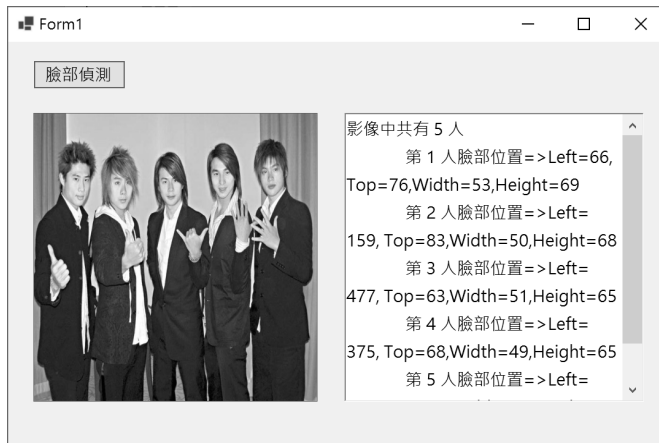 Form1
臉部偵測
影像中共有 5 人
第 1 人臉部位置=>Left=66,
Top=76,Width=53,Height=69
第 2 人臉部位置=>Left=
159, Top=83,Width=50,Height=68
第 3 人臉部位置=>Left=
477, Top=63,Width=51,Height=65
第 4 人臉部位置=>Left=
375, Top=68,Width=49,Height=65
第 5 人臉部位置=>Left=